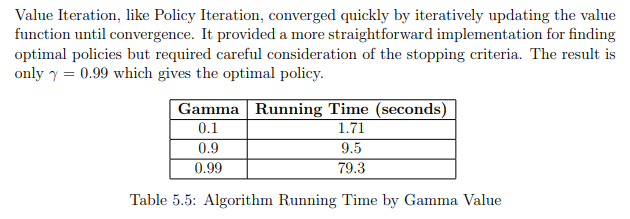 Value Iteration, like Policy Iteration, converged quickly by iteratively updating the value
function until convergence. It provided a more straightforward implementation for finding
optimal policies but required careful consideration of the stopping criteria. The result is
only γ = 0.99 which gives the optimal policy.
Gamma Running Time (seconds)
0.1 1.71
0.9 9.5
0.99 79.3
Table 5.5: Algorithm Running Time by Gamma Value